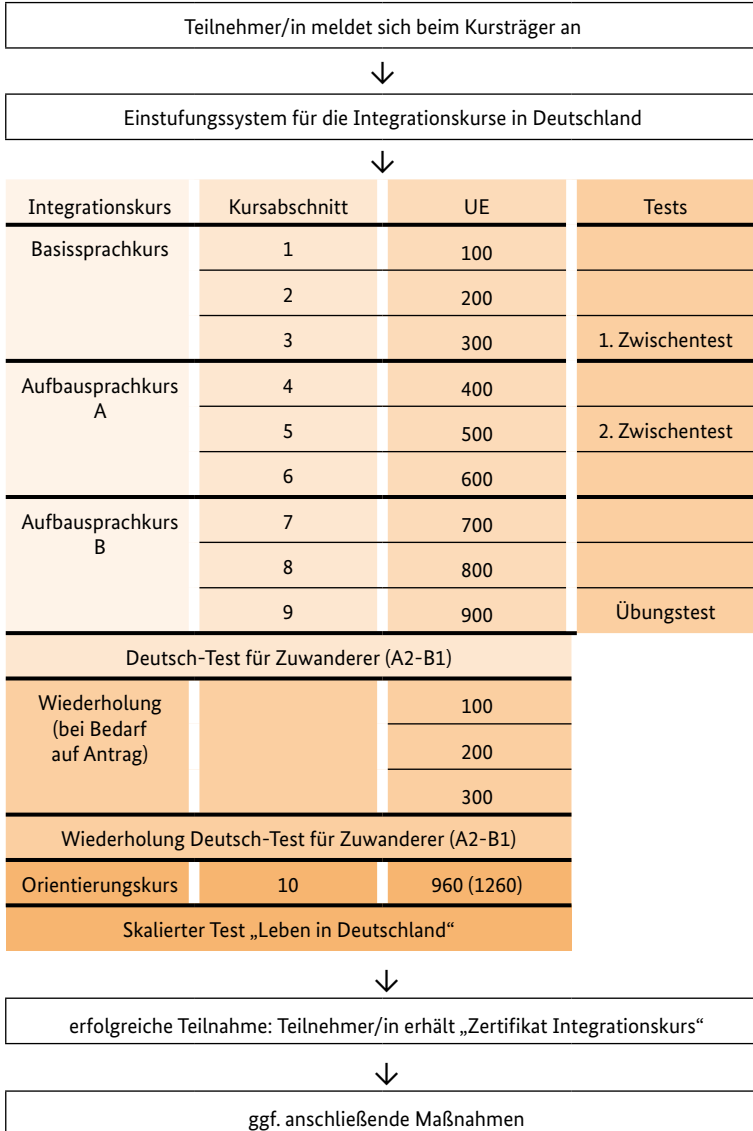 Teilnehmer/in meldet sich beim Kursträger an
Einstufungssystem für die Integrationskurse in Deutschland
Integrationskurs Kursabschnitt UE Tests
Basissprachkurs 1 100
2 200
3 300 1. Zwischentest
Aufbausprachkurs 4 400
A
5 500 2. Zwischentest
6 600
Aufbausprachkurs 7 700
B
8 800
9 900 Übungstest
Deutsch-Test für Zuwanderer (A2-B1)
Wiederholung 100
(bei Bedarf
auf Antrag) 200
300
Wiederholung Deutsch-Test für Zuwanderer (A2-B1)
Orientierungskurs 10 960 (1260)
Skalierter Test „Leben in Deutschland“
erfolgreiche Teilnahme: Teilnehmer/in erhält „Zertifikat Integrationskurs“
ggf. anschließende Maßnahmen